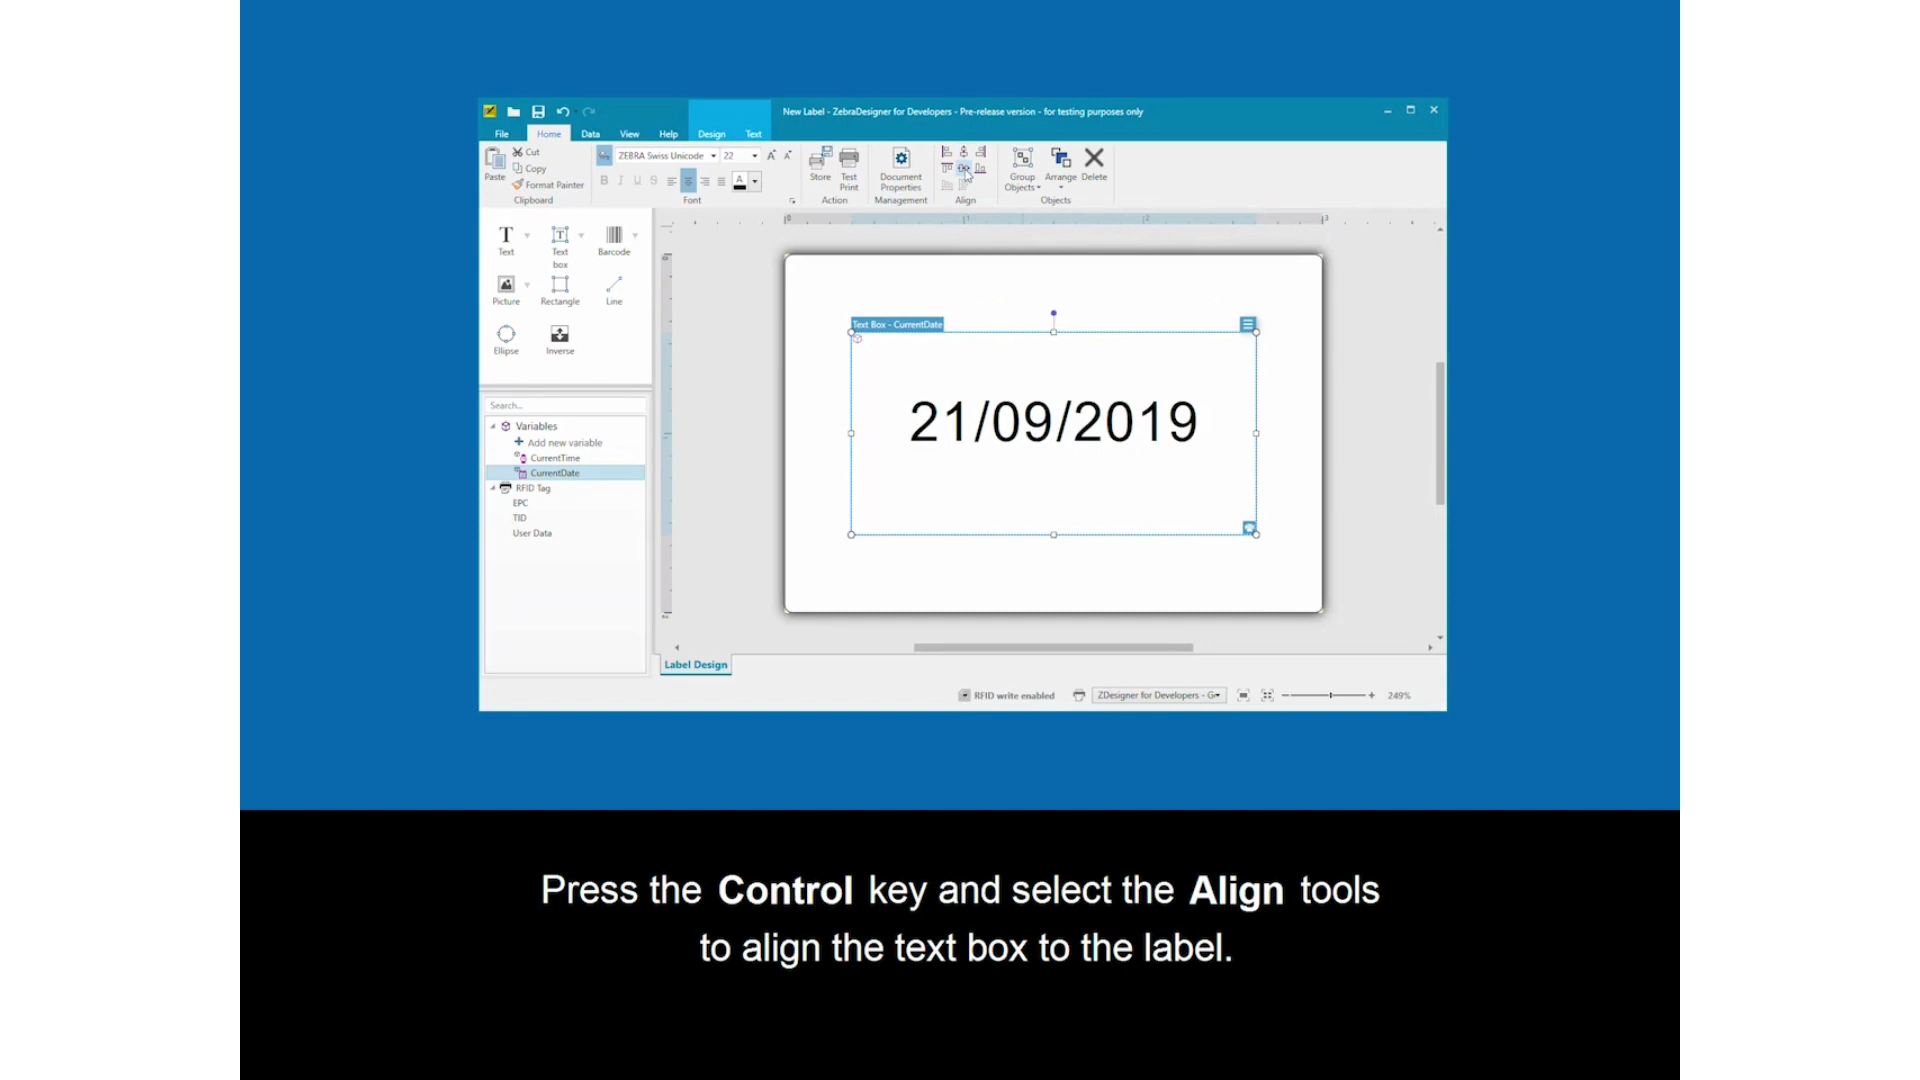 New Label - ZebraDesigner for Developers - Pre-release version - for testing purposes only
File Home Data View Help Design Text
Paste
Cut
Copy
Format Painter
Clipboard
ZEBRA Swiss Unicode 22
B I U S A
Font
Store Test Print
Action
Document Properties
Management
Align
Group Objects Arrange Delete
Objects
Text Text box Barcode
Picture Rectangle Line
Ellipse Inverse
Search...
Variables
Add new variable
CurrentTime
CurrentDate
RFID Tag
EPC
TID
User Data
0 1 2 3
Text Box - CurrentDate
21/09/2019
Label Design
RFID write enabled ZDesigner for Developers - G 249%
Press the Control key and select the Align tools
to align the text box to the label.